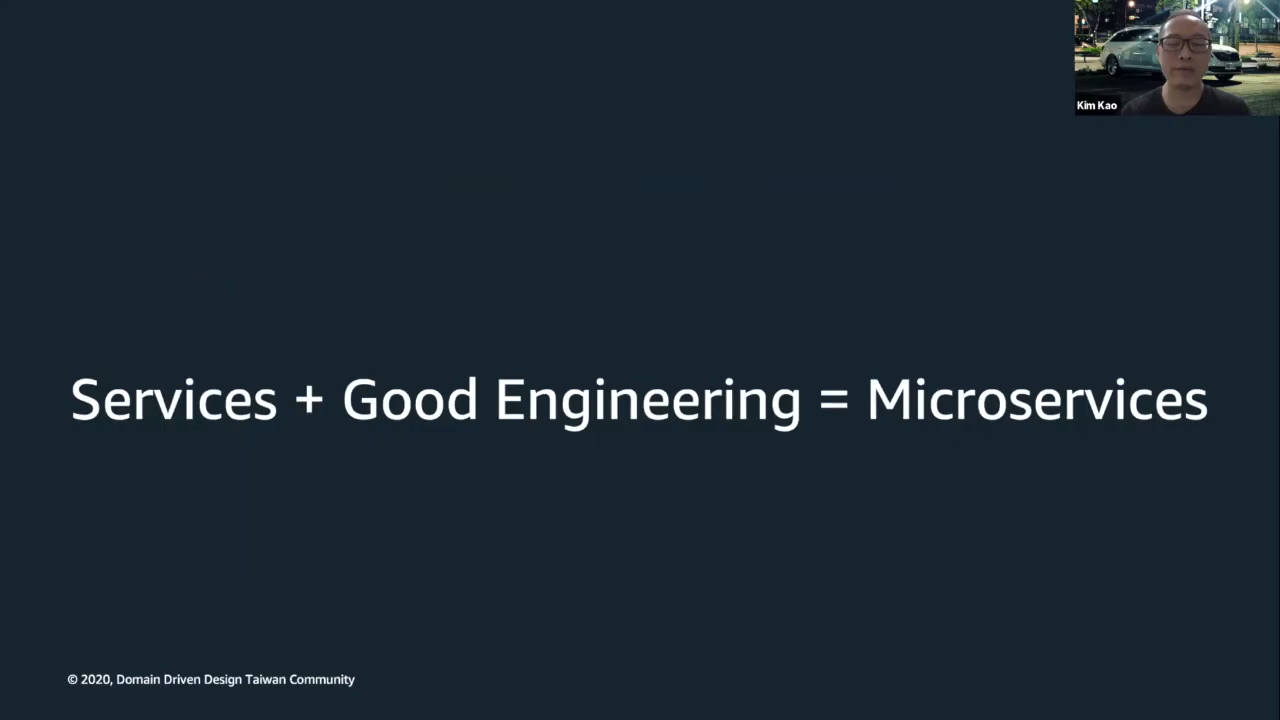 Kim Kao
Services + Good Engineering = Microservices
© 2020, Domain Driven Design Taiwan Community